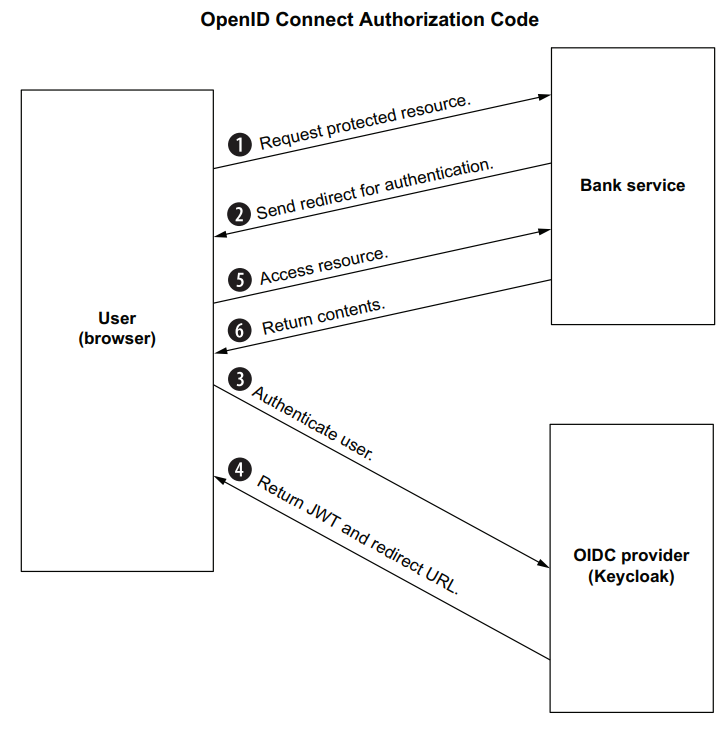 OpenID Connect Authorization Code
1 Request protected resource.
2 Send redirect for authentication.
Bank service
5 Access resource.
6 Return contents.
User
(browser)
3 Authenticate user.
4 Return JWT and redirect URL.
OIDC provider
(Keycloak)